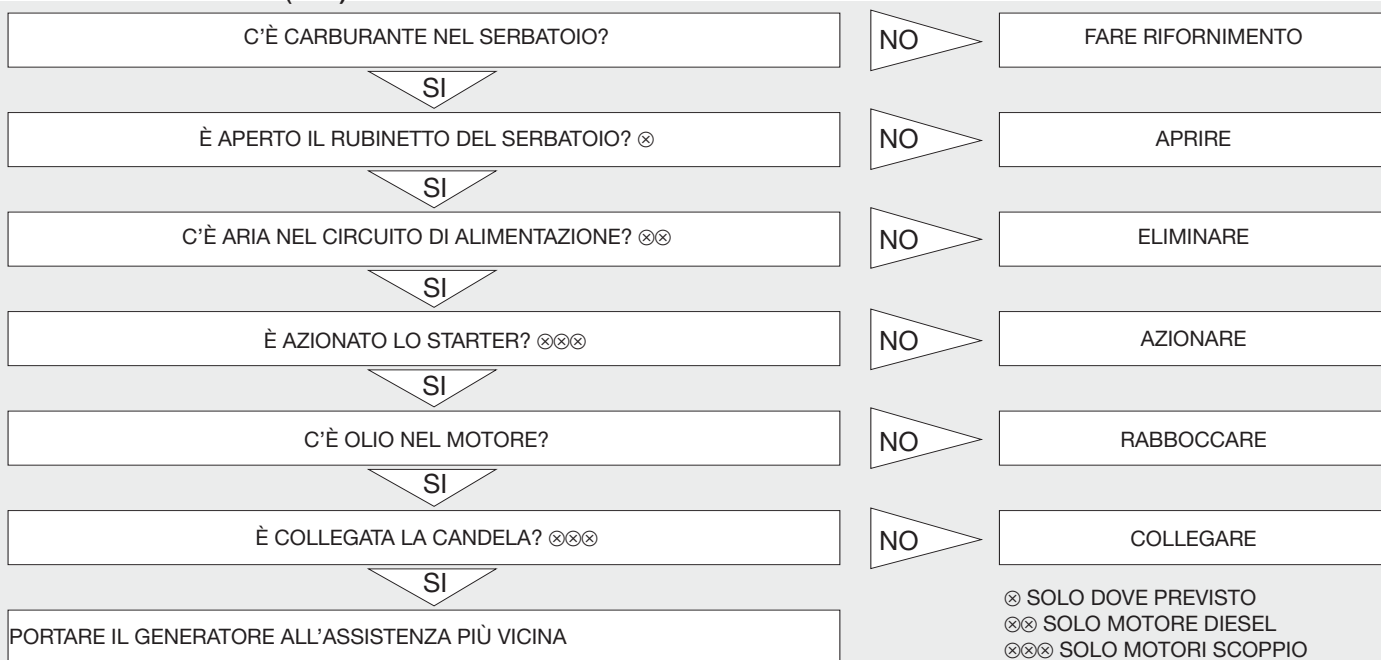 C'È CARBURANTE NEL SERBATOIO?
NO
FARE RIFORNIMENTO
SI
È APERTO IL RUBINETTO DEL SERBATOIO? ⊗
NO
APRIRE
SI
C'È ARIA NEL CIRCUITO DI ALIMENTAZIONE? ⊗⊗
NO
ELIMINARE
SI
È AZIONATO LO STARTER? ⊗⊗⊗
NO
AZIONARE
SI
C'È OLIO NEL MOTORE?
NO
RABBOCCARE
SI
È COLLEGATA LA CANDELA? ⊗⊗⊗
NO
COLLEGARE
SI
PORTARE IL GENERATORE ALL'ASSISTENZA PIÙ VICINA
⊗ SOLO DOVE PREVISTO
⊗⊗ SOLO MOTORE DIESEL
⊗⊗⊗ SOLO MOTORI SCOPPIO